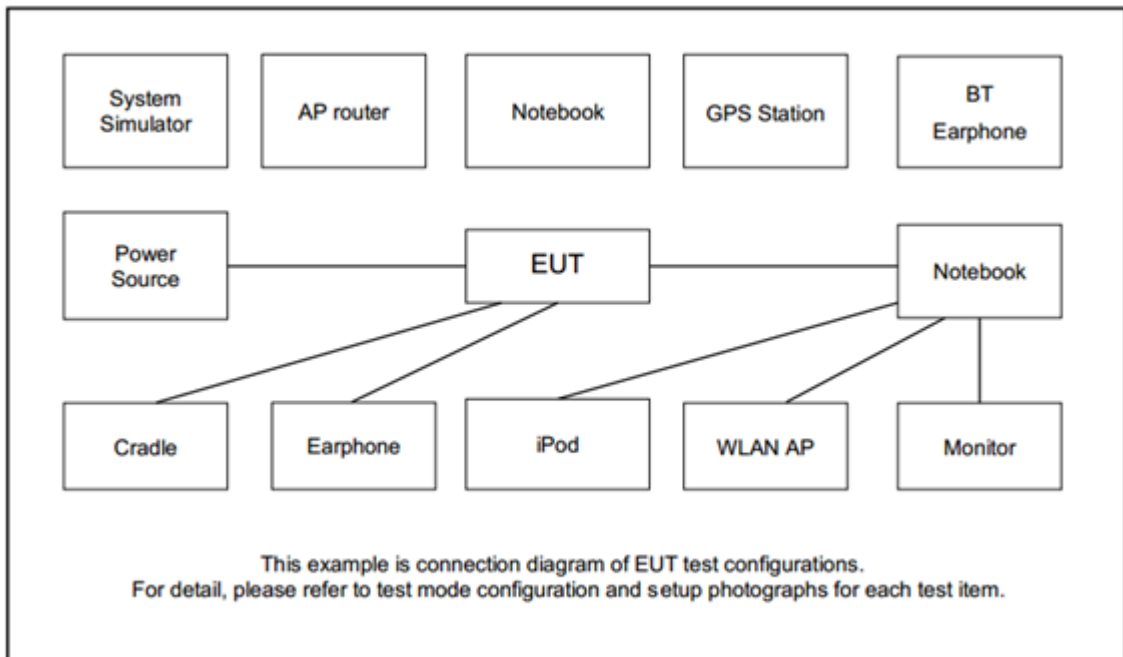 System
Simulator
AP router
Notebook
GPS Station
BT
Earphone
Power
Source
EUT
Notebook
Cradle
Earphone
iPod
WLAN AP
Monitor
This example is connection diagram of EUT test configurations.
For detail, please refer to test mode configuration and setup photographs for each test item.